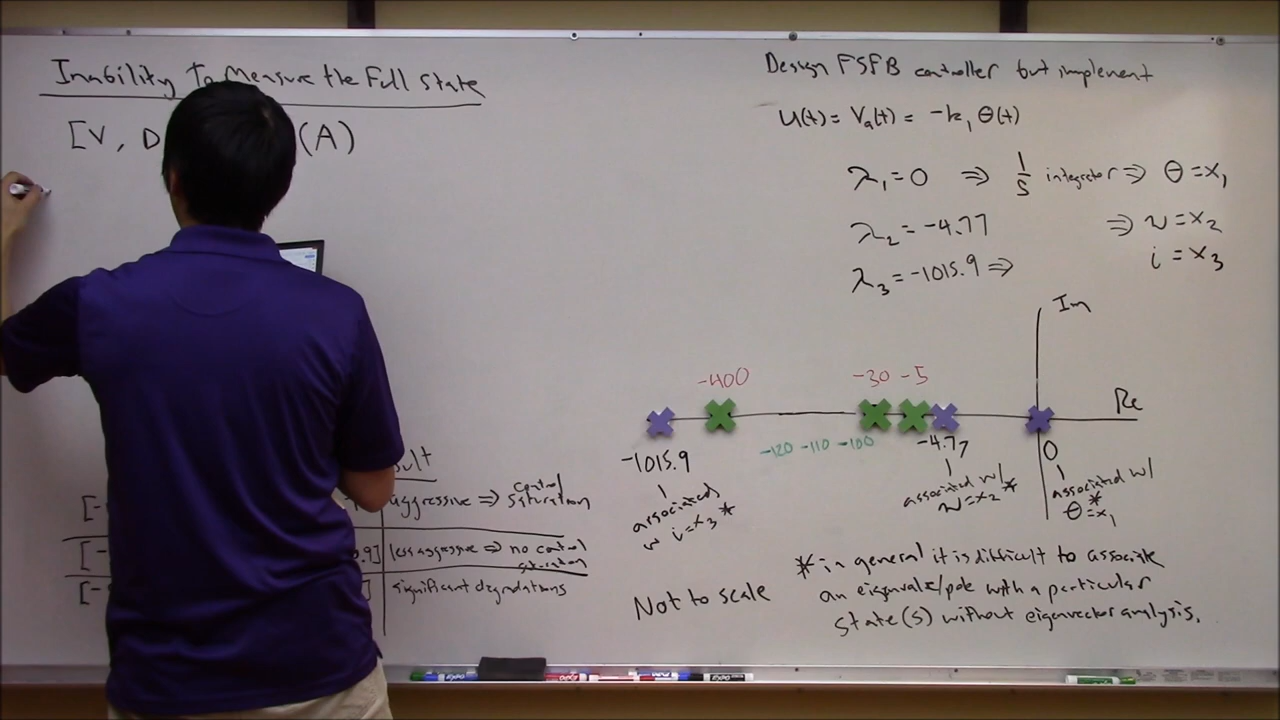 Inability to Measure the Full State
[V, D (A)
sult
[- aggressive ⇒ control saturation
[- .9] less aggressive ⇒ no control saturation
[- ] significant degradations
Design FSFB controller but implement
u(t) = Va(t) = -k₁ θ(t)
λ₁ = 0 ⇒ 1/s integrator ⇒ θ = x₁
λ₂ = -4.77 ⇒ ω = x₂
λ₃ = -1015.9 ⇒ i = x₃
Im
-400 -30 -5
Re
-120 -110 -100
-1015.9 -4.77 0
associated w/ i = x₃ *
associated w/ ω = x₂ *
associated w/ * θ = x₁
Not to scale
* in general it is difficult to associate
an eigenvalue/pole with a particular
state(s) without eigenvector analysis.
EXPO